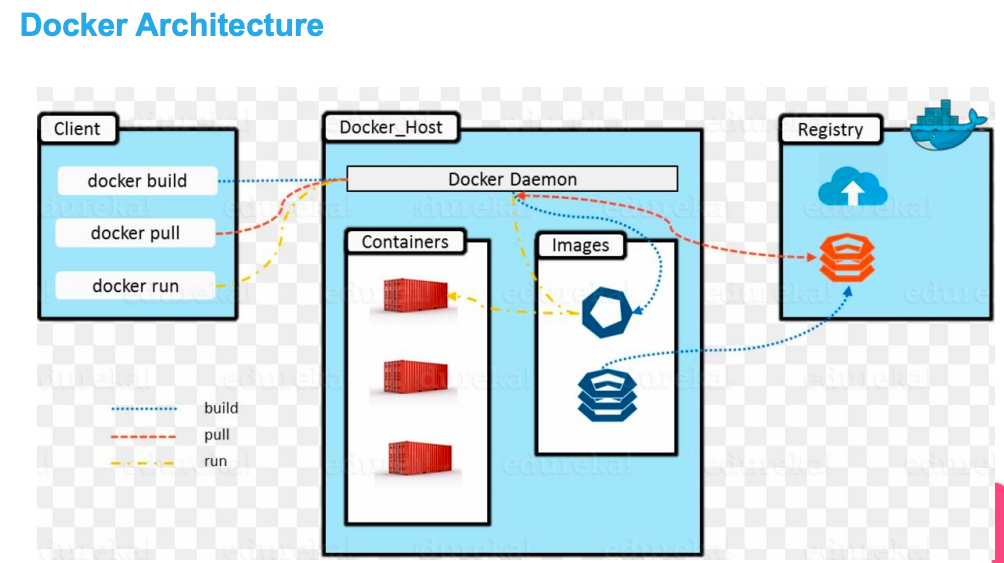 Docker Architecture
Client
docker build
docker pull
docker run
Docker_Host
Docker Daemon
Containers
Images
Registry
build
pull
run
edureka!